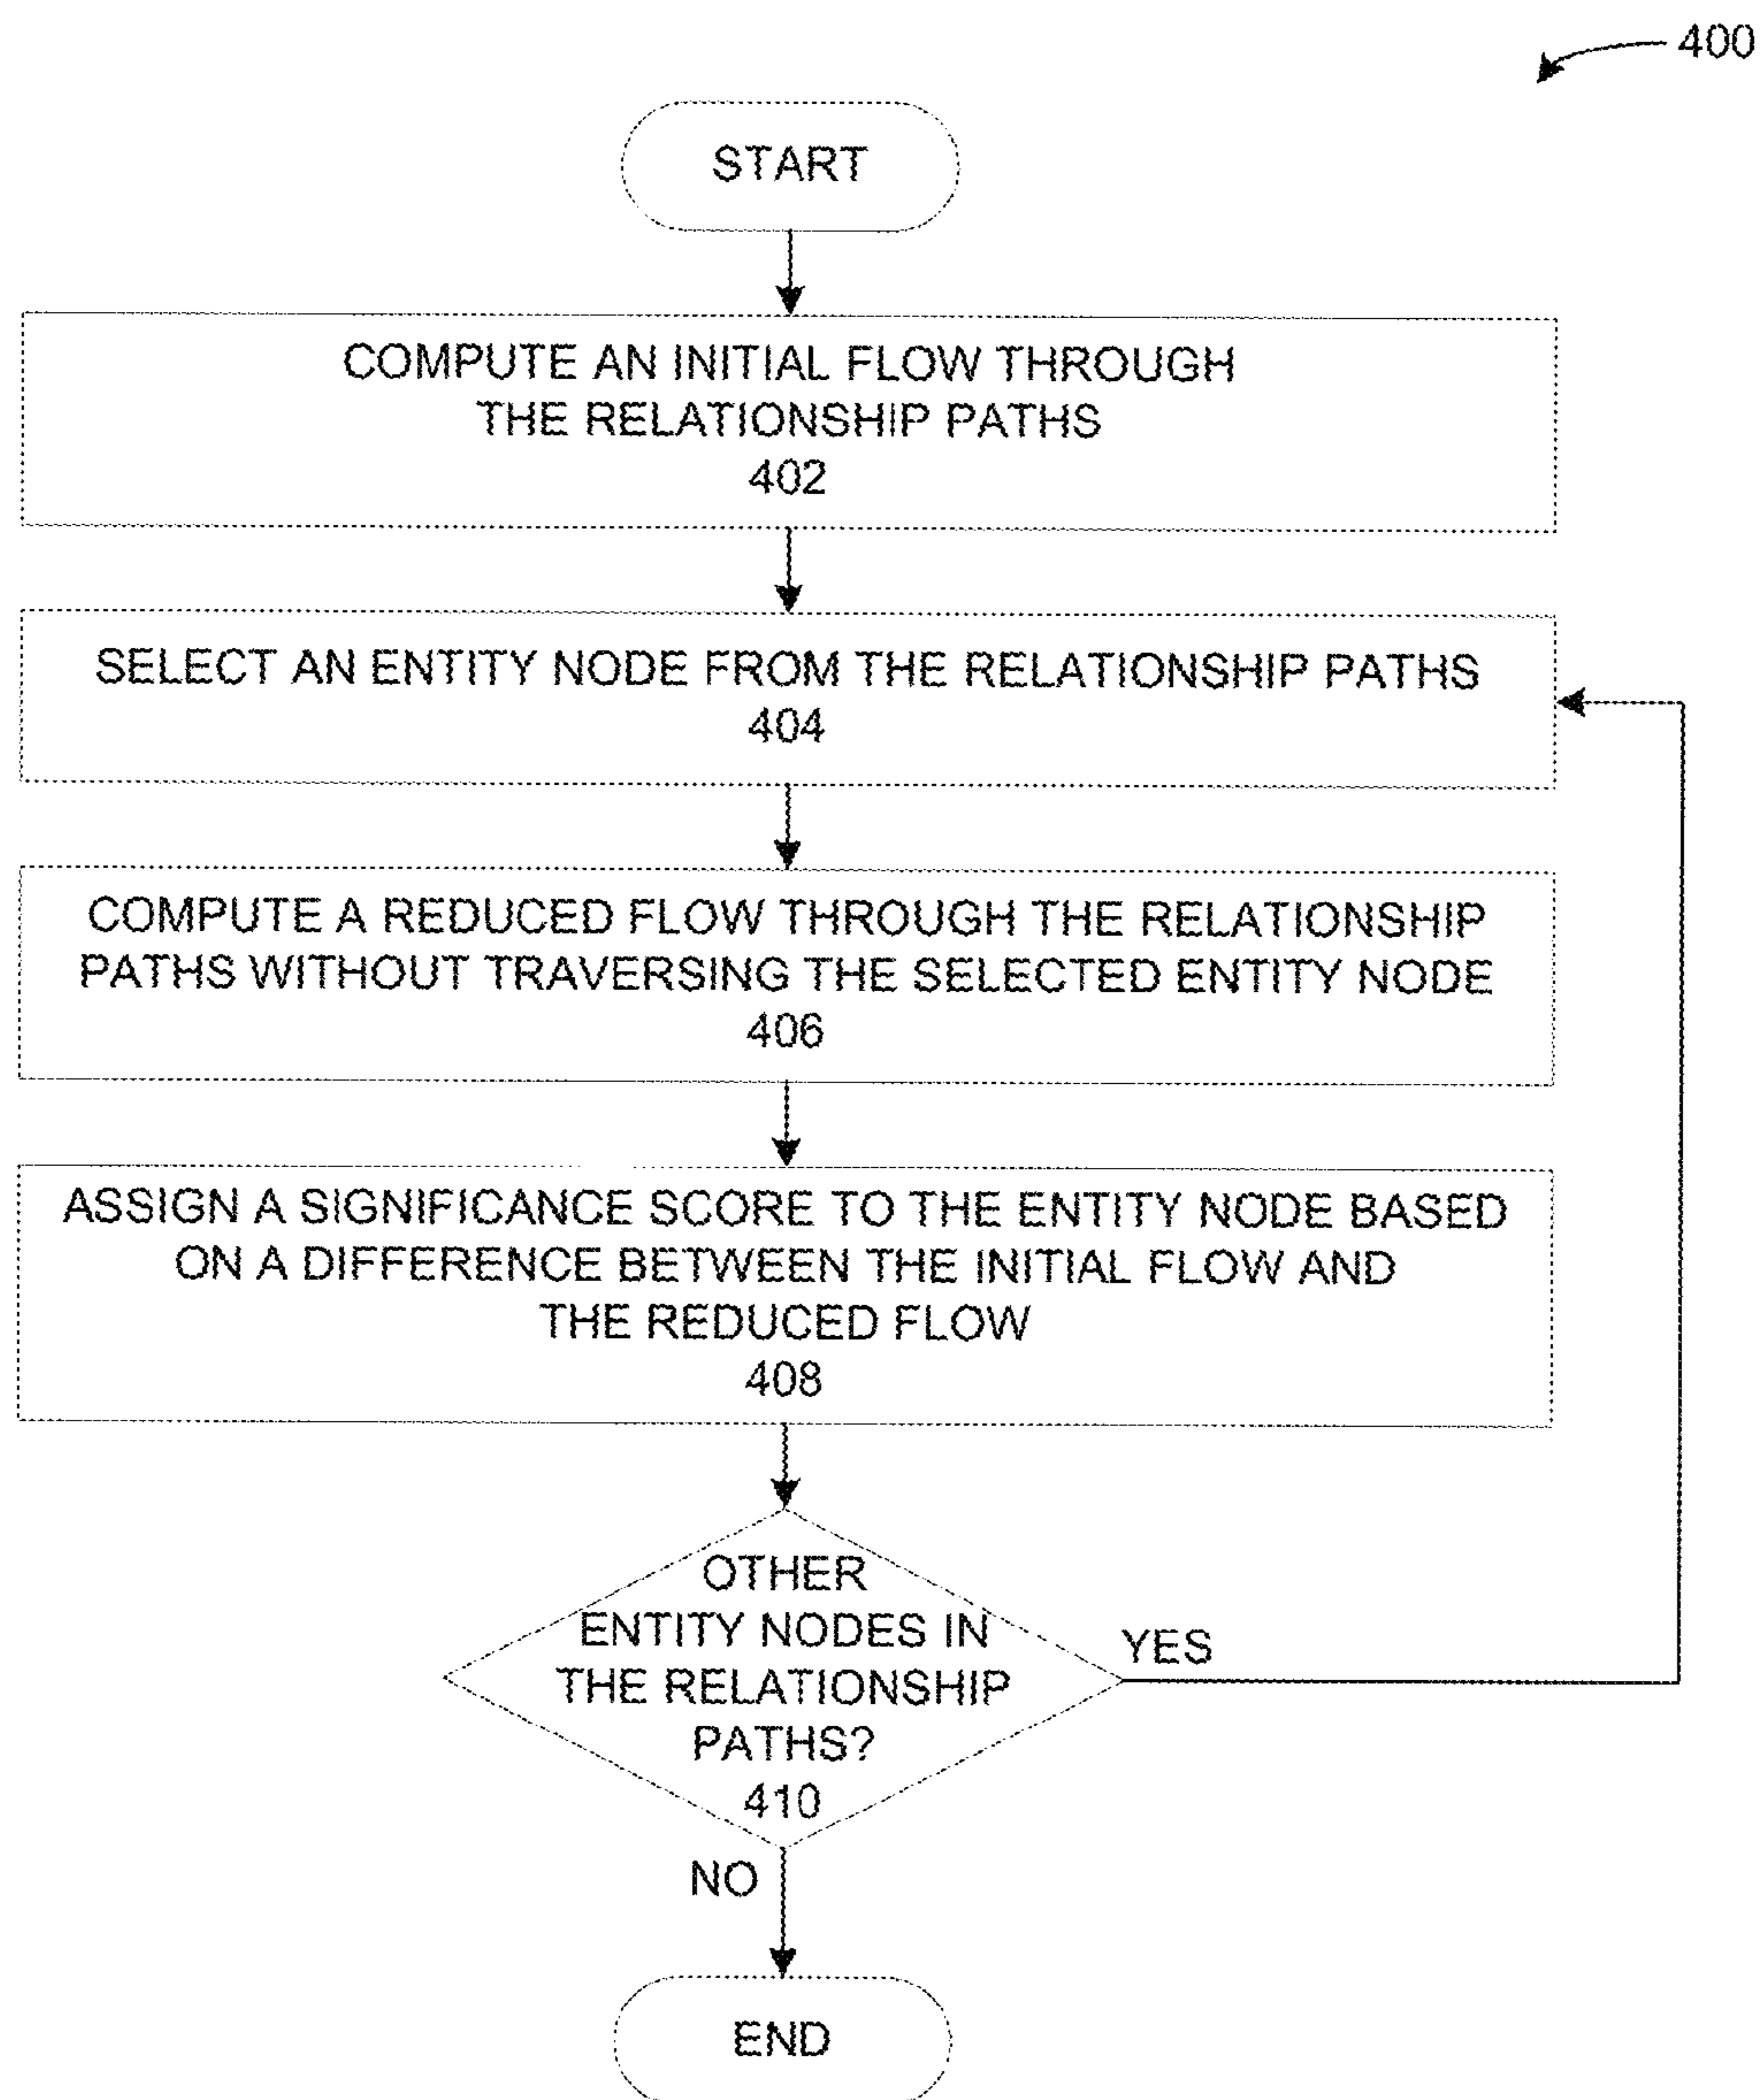 400
START
COMPUTE AN INITIAL FLOW THROUGH
THE RELATIONSHIP PATHS
402
SELECT AN ENTITY NODE FROM THE RELATIONSHIP PATHS
404
COMPUTE A REDUCED FLOW THROUGH THE RELATIONSHIP
PATHS WITHOUT TRAVERSING THE SELECTED ENTITY NODE
406
ASSIGN A SIGNIFICANCE SCORE TO THE ENTITY NODE BASED
ON A DIFFERENCE BETWEEN THE INITIAL FLOW AND
THE REDUCED FLOW
408
OTHER
ENTITY NODES IN
THE RELATIONSHIP
PATHS?
410
YES
NO
END